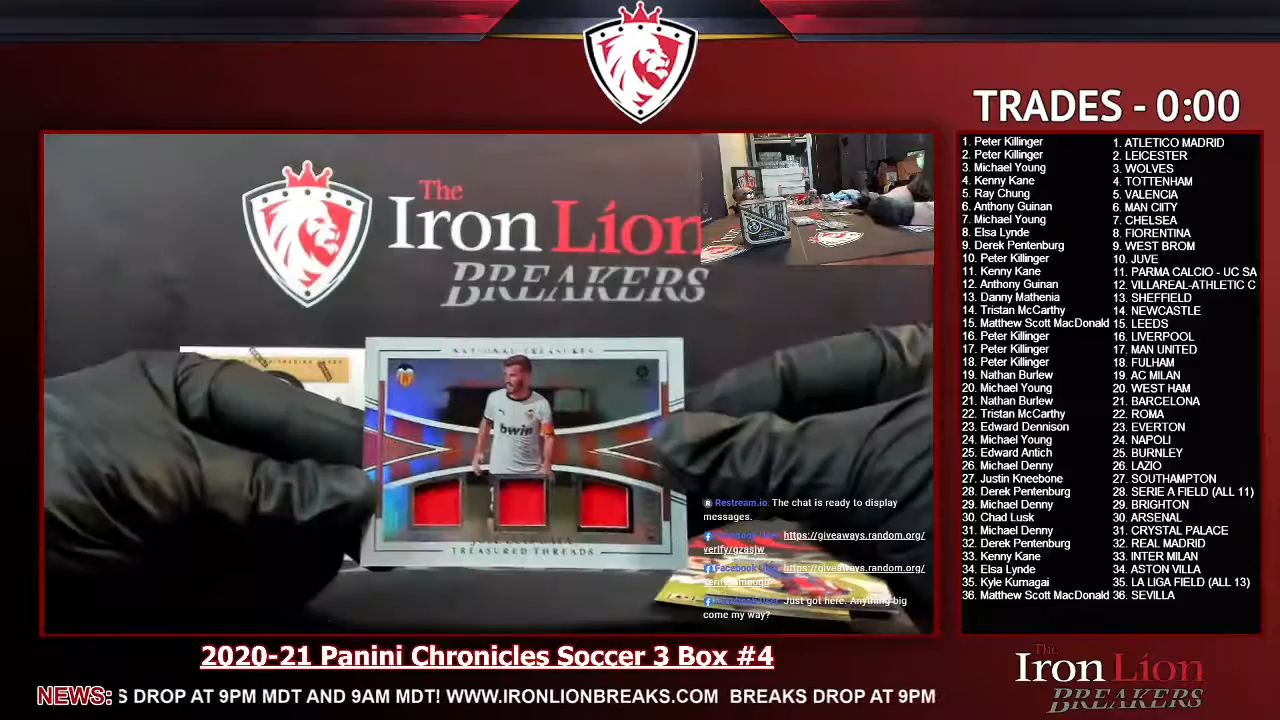 TRADES - 0:00
The
Iron Lion
BREAKERS
1. Peter Killinger 1. ATLETICO MADRID
2. Peter Killinger 2. LEICESTER
3. Michael Young 3. WOLVES
4. Kenny Kane 4. TOTTENHAM
5. Ray Chung 5. VALENCIA
6. Anthony Guinan 6. MAN CITY
7. Michael Young 7. CHELSEA
8. Elsa Lynde 8. FIORENTINA
9. Derek Pentenburg 9. WEST BROM
10. Peter Killinger 10. JUVE
11. Kenny Kane 11. PARMA CALCIO - UC SA
12. Anthony Guinan 12. VILLAREAL-ATHLETIC C
13. Danny Mathenia 13. SHEFFIELD
14. Tristan McCarthy 14. NEWCASTLE
15. Matthew Scott MacDonald 15. LEEDS
16. Peter Killinger 16. LIVERPOOL
17. Peter Killinger 17. MAN UNITED
18. Peter Killinger 18. FULHAM
19. Nathan Burlew 19. AC MILAN
20. Michael Young 20. WEST HAM
21. Nathan Burlew 21. BARCELONA
22. Tristan McCarthy 22. ROMA
23. Edward Dennison 23. EVERTON
24. Michael Young 24. NAPOLI
25. Edward Antich 25. BURNLEY
26. Michael Denny 26. LAZIO
27. Justin Kneebone 27. SOUTHAMPTON
28. Derek Pentenburg 28. SERIE A FIELD (ALL 11)
29. Michael Denny 29. BRIGHTON
30. Chad Lusk 30. ARSENAL
31. Michael Denny 31. CRYSTAL PALACE
32. Derek Pentenburg 32. REAL MADRID
33. Kenny Kane 33. INTER MILAN
34. Elsa Lynde 34. ASTON VILLA
35. Kyle Kumagai 35. LA LIGA FIELD (ALL 13)
36. Matthew Scott MacDonald 36. SEVILLA
NATIONAL TREASURES
bwin
TREASURED THREADS
Restream.io The chat is ready to display
messages.
Facebook User https://giveaways.random.org/
verify/gzasjw
Facebook User https://giveaways.random.org/
Facebook User Just got here. Anything big
come my way?
2020-21 Panini Chronicles Soccer 3 Box #4
NEWS: S DROP AT 9PM MDT AND 9AM MDT! WWW.IRONLIONBREAKS.COM BREAKS DROP AT 9PM
The
Iron Lion
BREAKERS